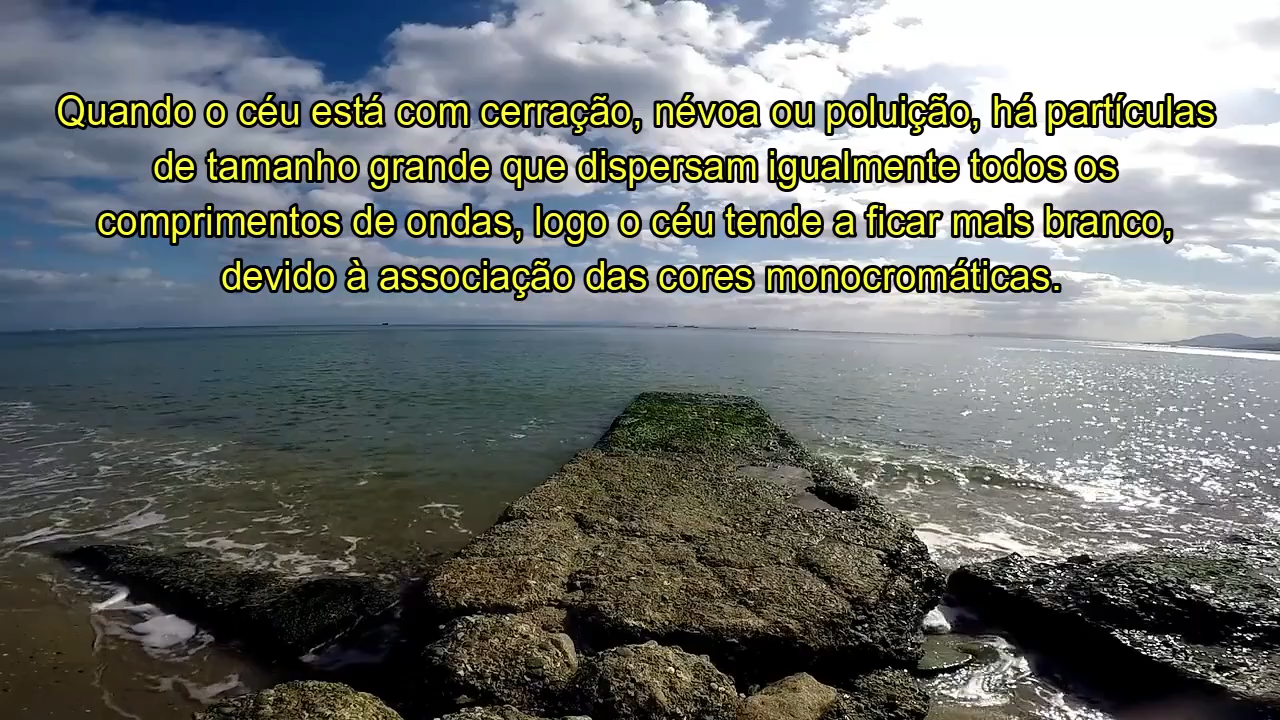 Quando o céu está com cerração, névoa ou poluição, há partículas
de tamanho grande que dispersam igualmente todos os
comprimentos de ondas, logo o céu tende a ficar mais branco,
devido à associação das cores monocromáticas.